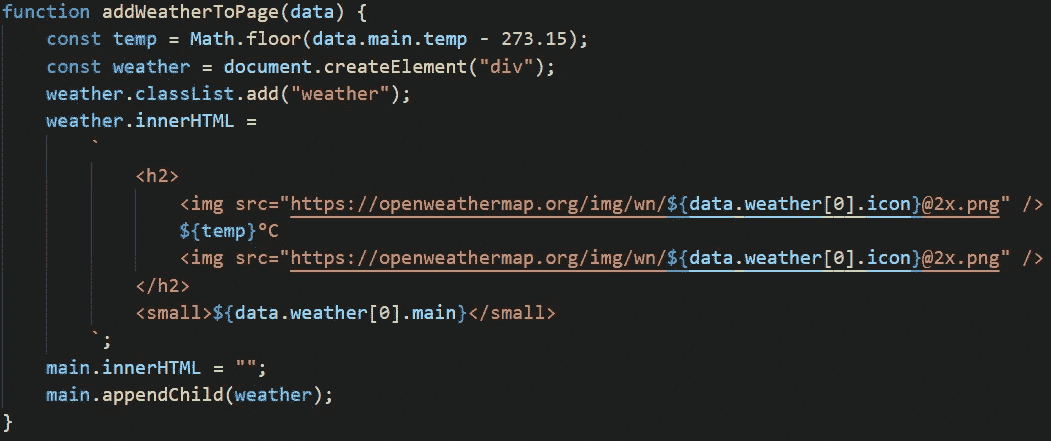 function addWeatherToPage(data) {
    const temp = Math.floor(data.main.temp - 273.15);
    const weather = document.createElement("div");
    weather.classList.add("weather");
    weather.innerHTML =
        `
            <h2>
                <img src="https://openweathermap.org/img/wn/${data.weather[0].icon}@2x.png" />
                ${temp}°C
                <img src="https://openweathermap.org/img/wn/${data.weather[0].icon}@2x.png" />
            </h2>
            <small>${data.weather[0].main}</small>
        `;
    main.innerHTML = "";
    main.appendChild(weather);
}